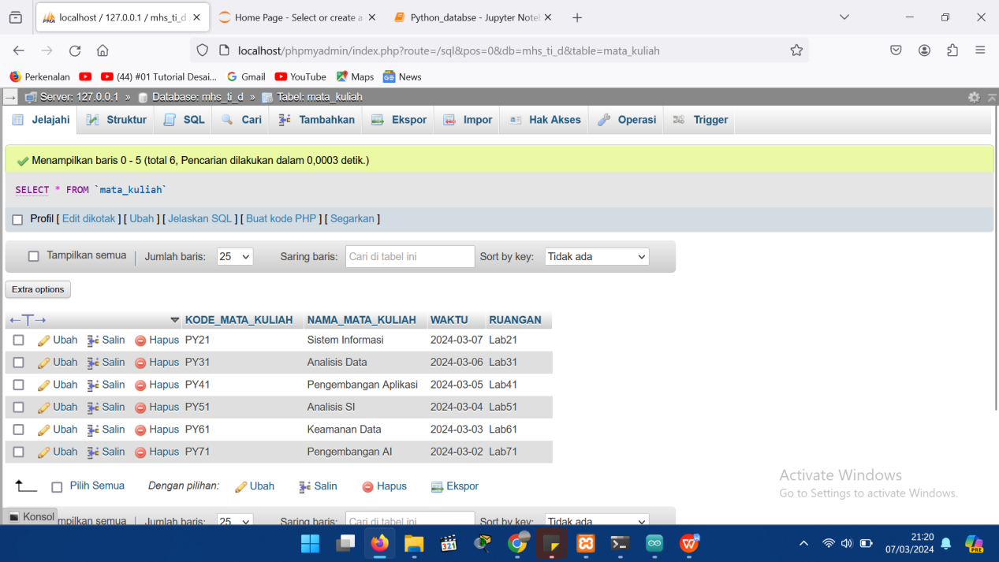 localhost / 127.0.0.1 / mhs_ti_d
Home Page - Select or create a
Python_databse - Jupyter Note
localhost/phpmyadmin/index.php?route=/sql&pos=0&db=mhs_ti_d&table=mata_kuliah
Perkenalan (44) #01 Tutorial Desai... Gmail YouTube Maps News
Server: 127.0.0.1 » Database: mhs_ti_d » Tabel: mata_kuliah
Jelajahi Struktur SQL Cari Tambahkan Ekspor Impor Hak Akses Operasi Trigger
Menampilkan baris 0 - 5 (total 6, Pencarian dilakukan dalam 0,0003 detik.)
SELECT * FROM `mata_kuliah`
Profil [ Edit dikotak ] [ Ubah ] [ Jelaskan SQL ] [ Buat kode PHP ] [ Segarkan ]
Tampilkan semua | Jumlah baris: 25 Saring baris: Cari di tabel ini Sort by key: Tidak ada
Extra options
←T→ KODE_MATA_KULIAH NAMA_MATA_KULIAH WAKTU RUANGAN
Ubah Salin Hapus PY21 Sistem Informasi 2024-03-07 Lab21
Ubah Salin Hapus PY31 Analisis Data 2024-03-06 Lab31
Ubah Salin Hapus PY41 Pengembangan Aplikasi 2024-03-05 Lab41
Ubah Salin Hapus PY51 Analisis SI 2024-03-04 Lab51
Ubah Salin Hapus PY61 Keamanan Data 2024-03-03 Lab61
Ubah Salin Hapus PY71 Pengembangan AI 2024-03-02 Lab71
Pilih Semua Dengan pilihan: Ubah Salin Hapus Ekspor
Activate Windows
Go to Settings to activate Windows.
Konsol mpilkan semua | Jumlah baris: 25 Saring baris: Cari di tabel ini Sort by key: Tidak ada
321
21:20
07/03/2024
PRE